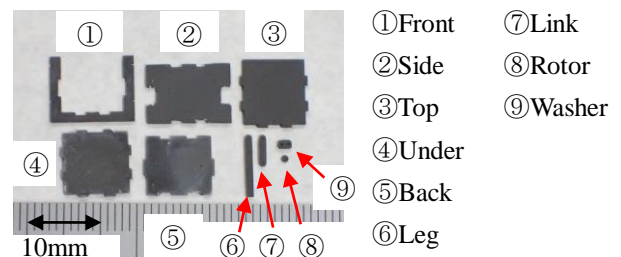 ① ② ③
④ ⑤ ⑥ ⑦ ⑧ ⑨
10mm
①Front ⑦Link
②Side ⑧Rotor
③Top ⑨Washer
④Under
⑤Back
⑥Leg